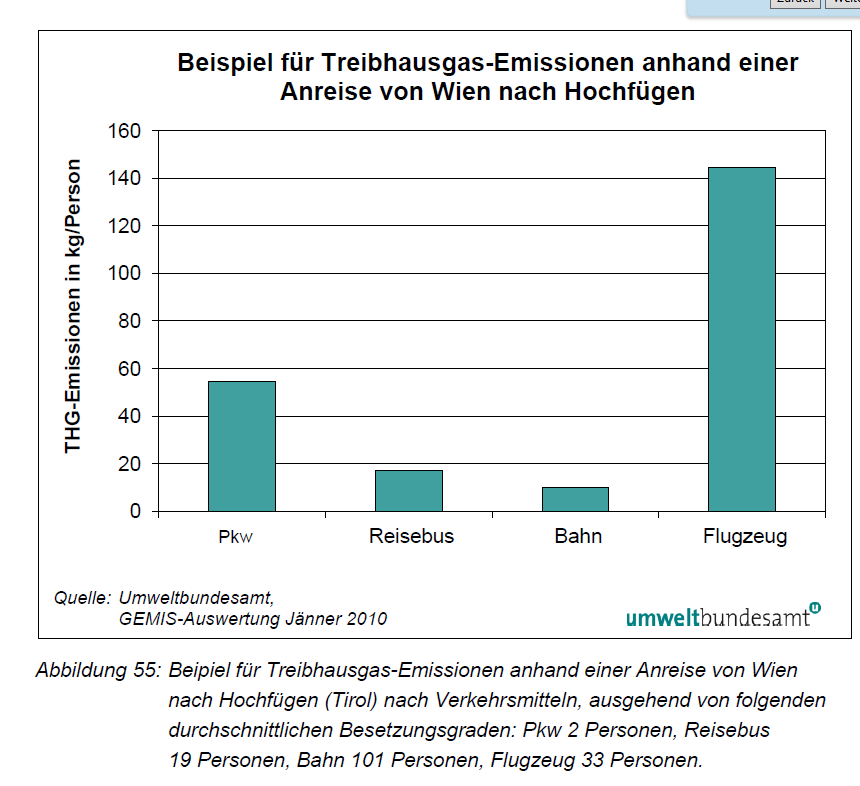 Zurück
Beispiel für Treibhausgas-Emissionen anhand einer
Anreise von Wien nach Hochfügen
THG-Emissionen in kg/Person
160
140
120
100
80
60
40
20
0
Pkw
Reisebus
Bahn
Flugzeug
Quelle: Umweltbundesamt,
GEMIS-Auswertung Jänner 2010
umweltbundesamt
u
Abbildung 55: Beipiel für Treibhausgas-Emissionen anhand einer Anreise von Wien
nach Hochfügen (Tirol) nach Verkehrsmitteln, ausgehend von folgenden
durchschnittlichen Besetzungsgraden: Pkw 2 Personen, Reisebus
19 Personen, Bahn 101 Personen, Flugzeug 33 Personen.